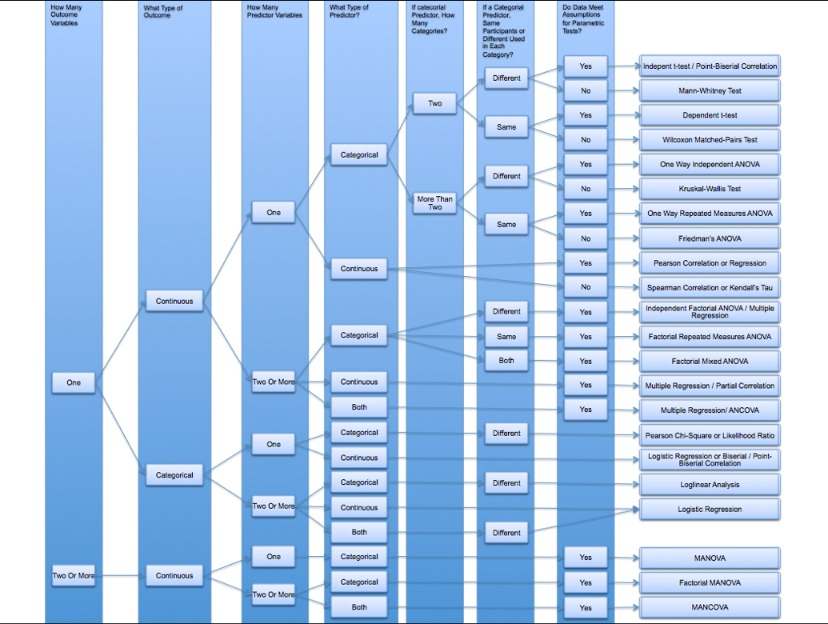 How Many
Outcome
Variables
What Type of
Outcome
How Many
Predictor Variables
What Type of
Predictor?
If catecorial
Predictor, How
Many
Categories?
If a Categorial
Predictor,
Same
Participants or
Different Used
in Each
Category?
Do Data Meet
Assumptions
for Parametric
Tests?
Yes
Indepent t-test / Point-Biserial Correlation
Different
No
Mann-Whitney Test
Two
Yes
Dependent t-test
Same
No
Wilcoxon Matched-Pairs Test
Categorical
Yes
One Way Independent ANOVA
Different
No
Kruskal-Wallis Test
More Than
Two
One
Yes
One Way Repeated Measures ANOVA
Same
No
Friedman's ANOVA
Continuous
Yes
Pearson Correlation or Regression
No
Spearman Correlation or Kendall's Tau
Continuous
Different
Yes
Independent Factorial ANOVA / Multiple
Regression
Categorical
Same
Yes
Factorial Repeated Measures ANOVA
Both
Yes
Factorial Mixed ANOVA
One
Two Or More
Continuous
Yes
Multiple Regression / Partial Correlation
Both
Yes
Multiple Regression/ ANCOVA
Categorical
Different
Pearson Chi-Square or Likelihood Ratio
One
Continuous
Logistic Regression or Biserial / Point-
Biserial Correlation
Categorical
Categorical
Different
Loglinear Analysis
Two Or More
Continuous
Logistic Regression
Both
Different
One
Categorical
Yes
MANOVA
Two Or More
Continuous
Categorical
Yes
Factorial MANOVA
Two Or More
Both
Yes
MANCOVA